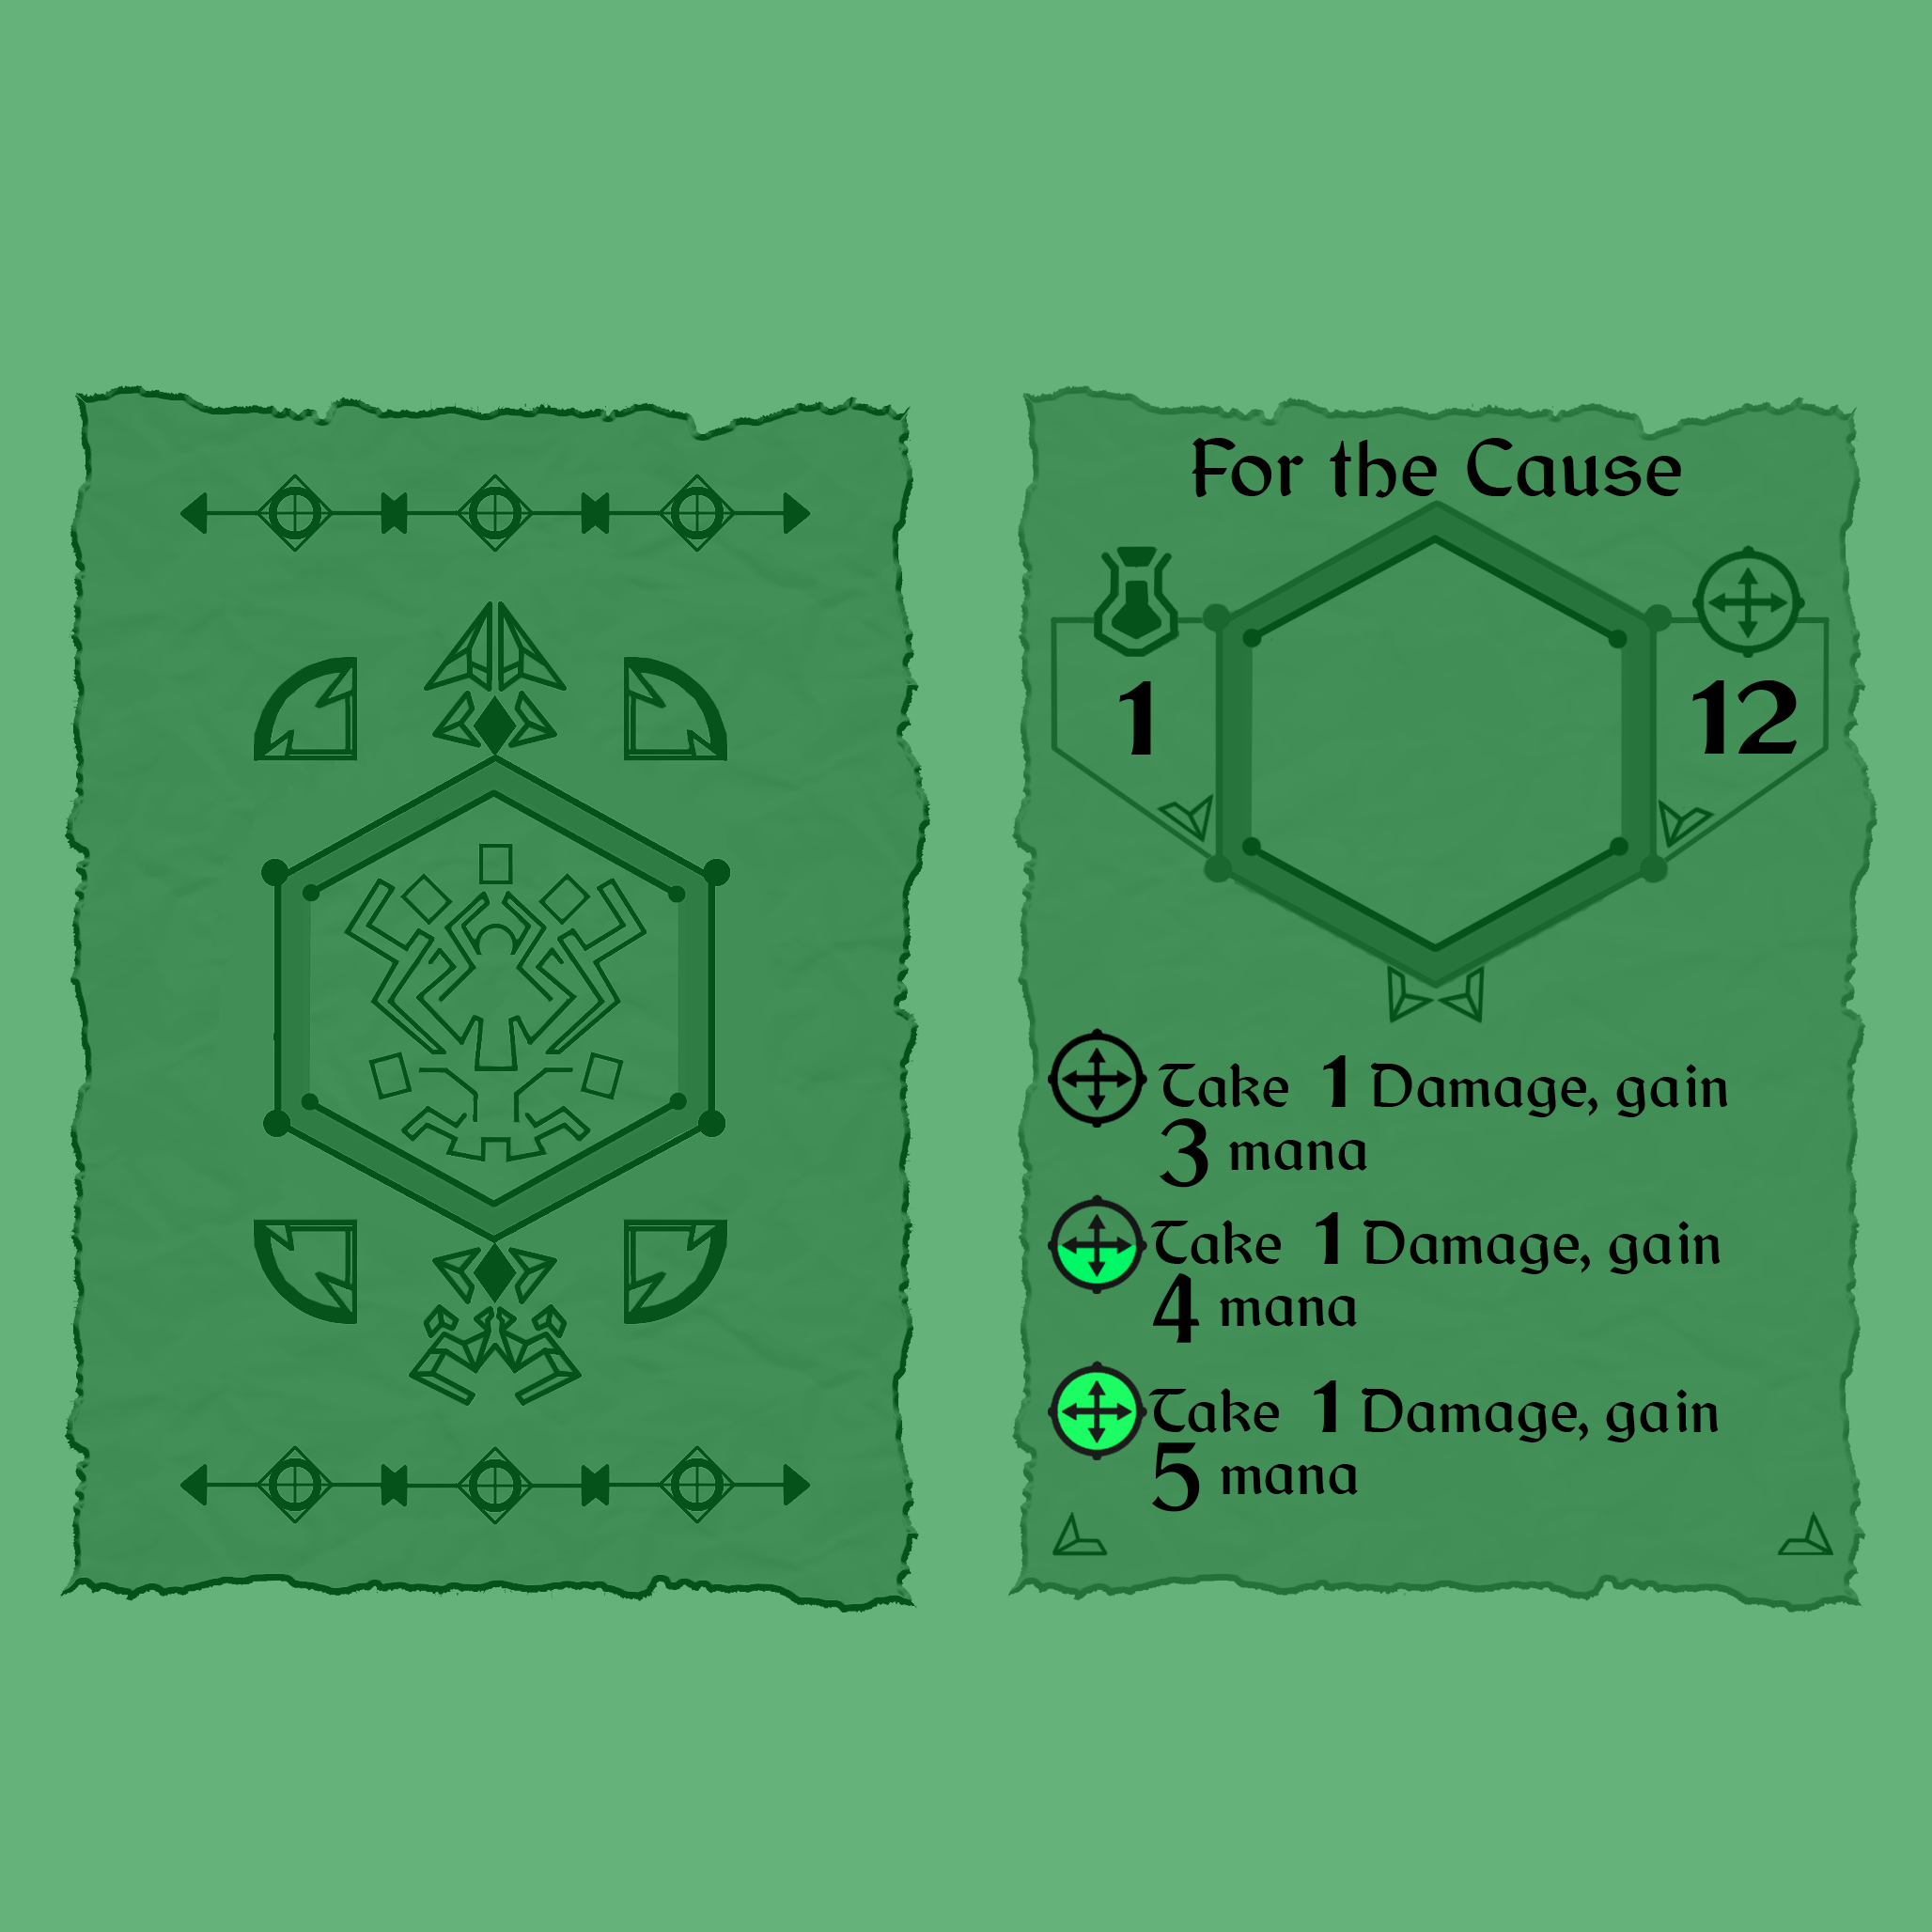 For the Cause
1
12
Take 1 Damage, gain
3 mana
Take 1 Damage, gain
4 mana
Take 1 Damage, gain
5 mana